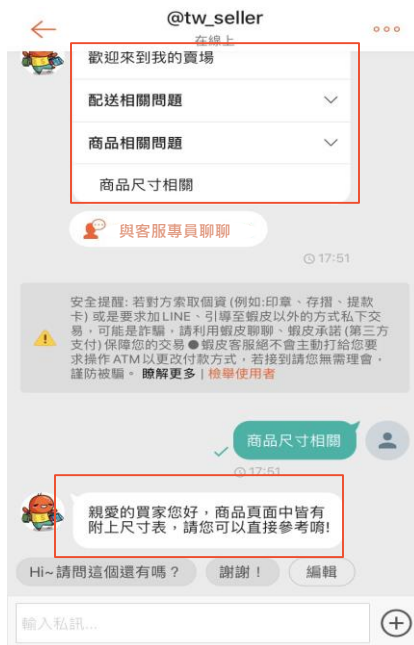 @tw_seller
在線上
歡迎來到我的賣場
配送相關問題
商品相關問題
商品尺寸相關
與客服專員聊聊
17:51
安全提醒: 若對方索取個資 (例如:印章、存摺、提款
卡) 或是要求加 LINE、引導至蝦皮以外的方式私下交
易,可能是詐騙,請利用蝦皮聊聊、蝦皮承諾 (第三方
支付) 保障您的交易 ●蝦皮客服絕不會主動打給您要
求操作 ATM 以更改付款方式,若接到請您無需理會,
謹防被騙。 瞭解更多 | 檢舉使用者
商品尺寸相關
17:51
親愛的買家您好,商品頁面中皆有
附上尺寸表,請您可以直接參考唷!
Hi~請問這個還有嗎?
謝謝!
編輯
輸入私訊...